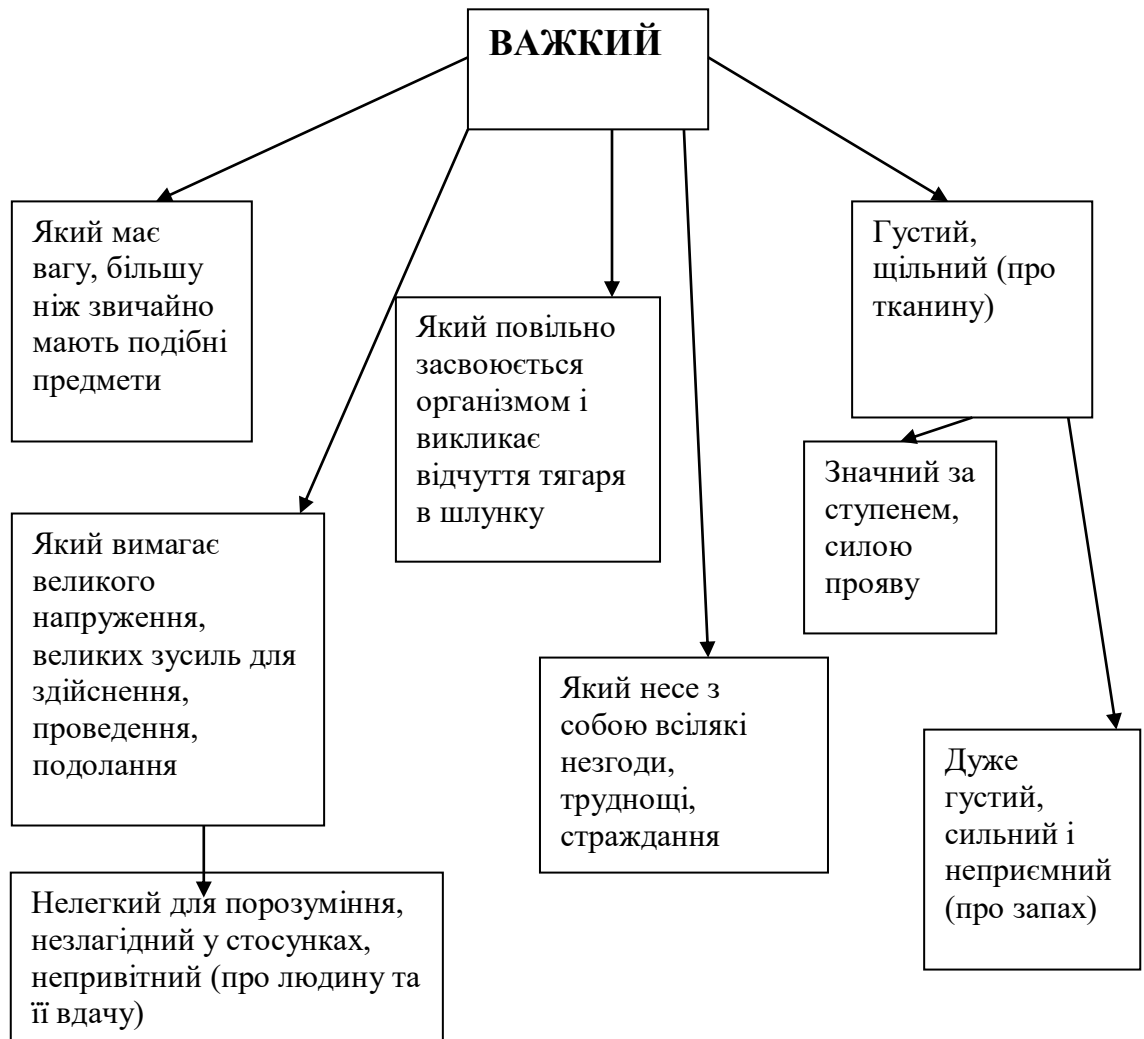 ВАЖКИЙ
Який має
вагу, більшу
ніж звичайно
мають подібні
предмети
Густий,
щільний (про
тканину)
Який повільно
засвоюється
організмом і
викликає
відчуття тягаря
в шлунку
Значний за
ступенем,
силою
прояву
Який вимагає
великого
напруження,
великих зусиль для
здійснення,
проведення,
подолання
Який несе з
собою всілякі
незгоди,
труднощі,
страждання
Дуже
густий,
сильний і
неприємний
(про запах)
Нелегкий для порозуміння,
незлагідний у стосунках,
непривітний (про людину та
її вдачу)